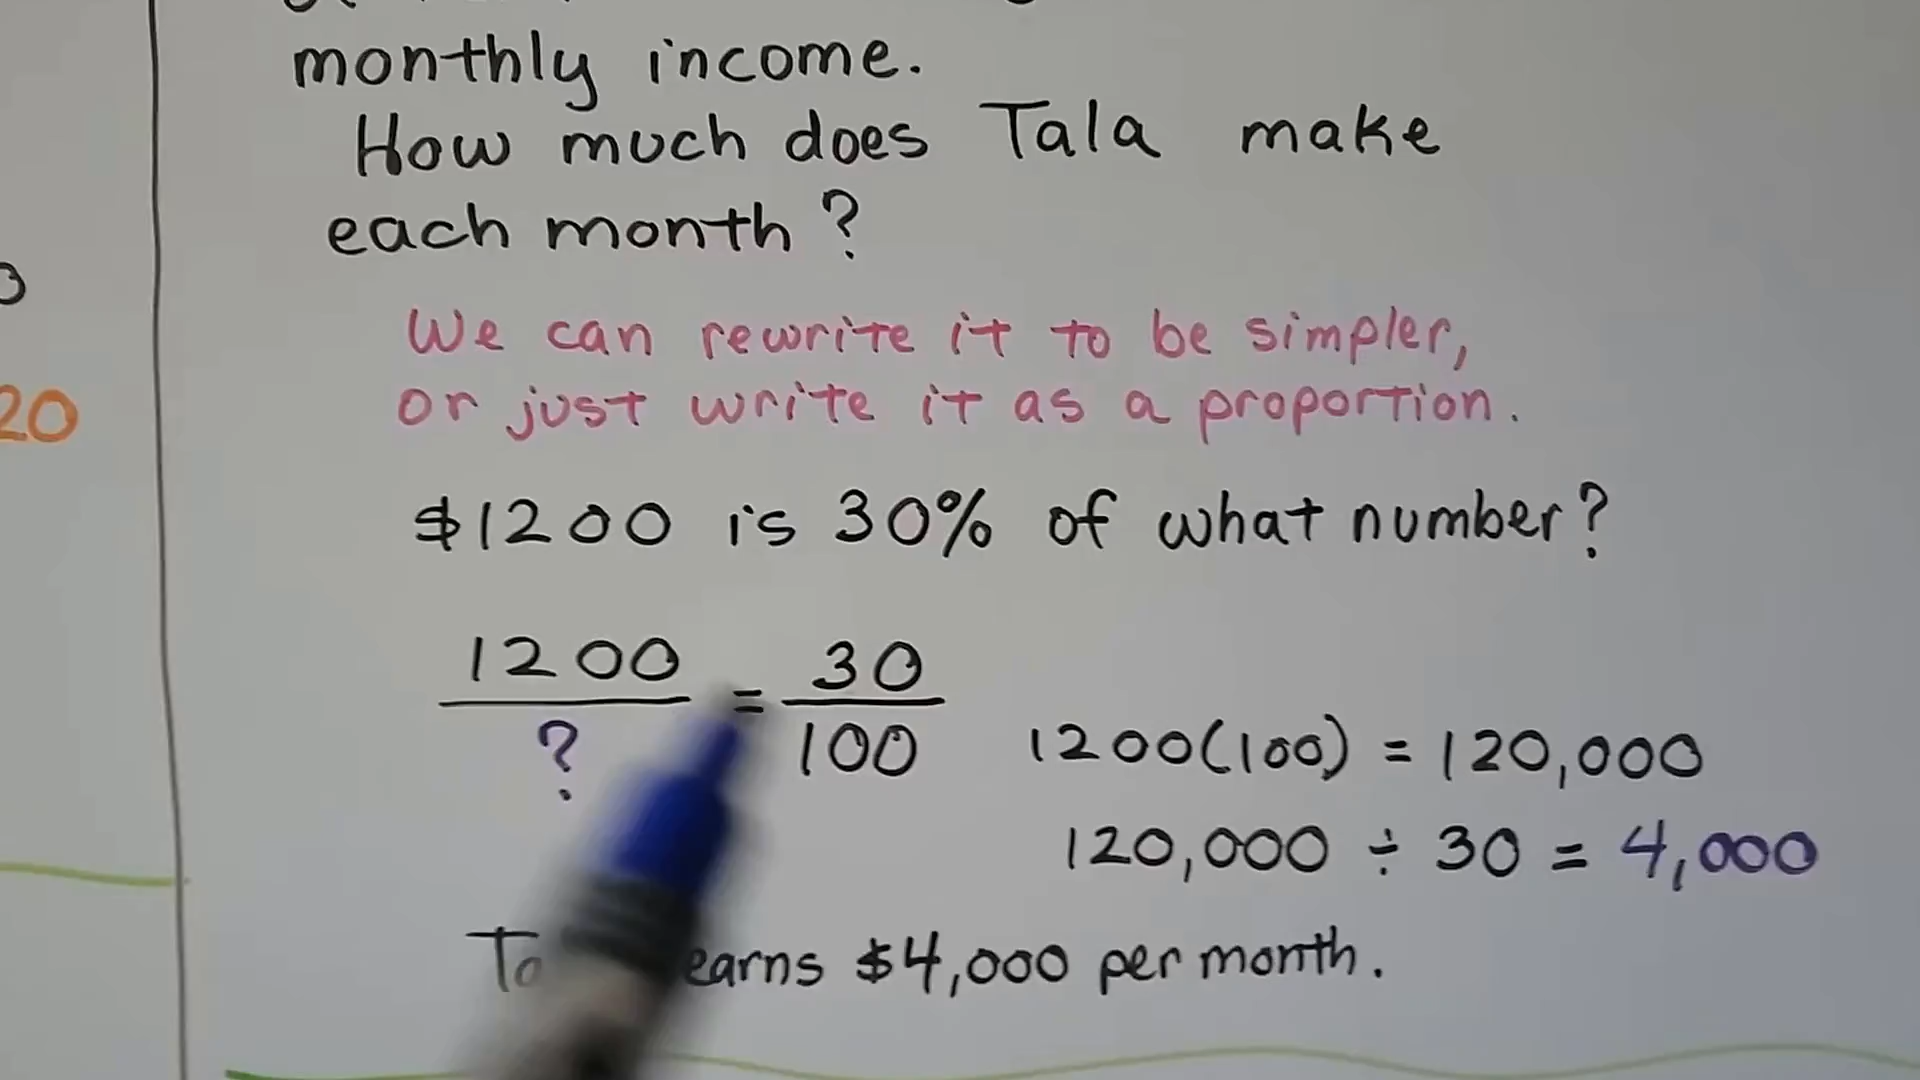 monthly income.
How much does Tala make
each month?
We can rewrite it to be simpler,
or just write it as a proportion.
20
$1200 is 30% of what number?
1200 = 30
? 100
1200(100) = 120,000
120,000 ÷ 30 = 4,000
earns $4,000 per month.